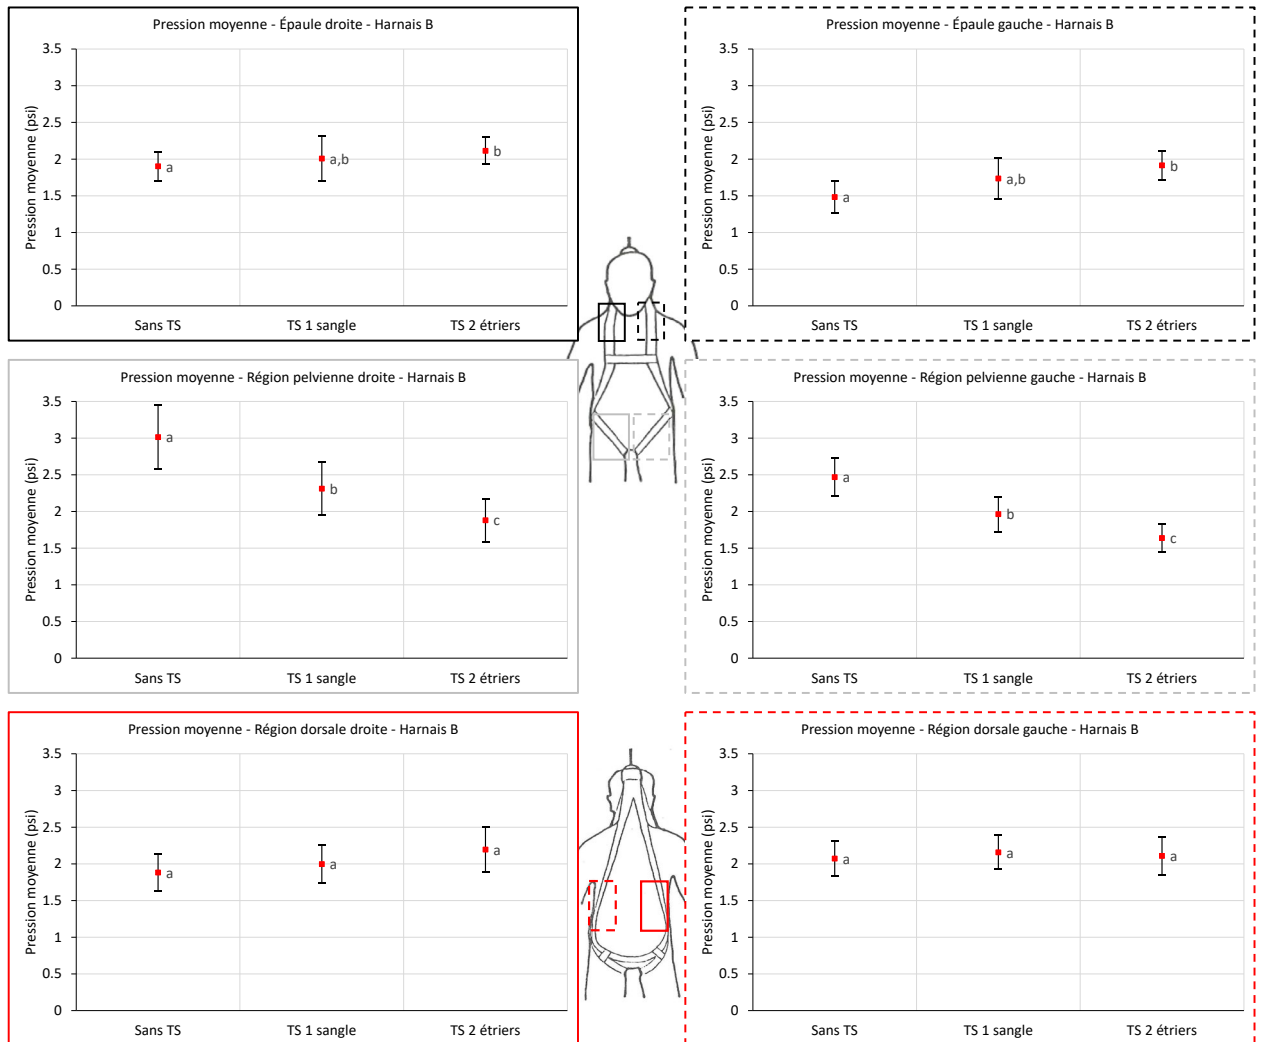 Pression moyenne - Épaule droite - Harnais B
Pression moyenne (psi)
3.5
3
2.5
2
1.5
1
0.5
0
a
a,b
b
Sans TS
TS 1 sangle
TS 2 étriers
Pression moyenne - Épaule gauche - Harnais B
Pression moyenne (psi)
3.5
3
2.5
2
1.5
1
0.5
0
a
a,b
b
Sans TS
TS 1 sangle
TS 2 étriers
Pression moyenne - Région pelvienne droite - Harnais B
Pression moyenne (psi)
3.5
3
2.5
2
1.5
1
0.5
0
a
b
c
Sans TS
TS 1 sangle
TS 2 étriers
Pression moyenne - Région pelvienne gauche - Harnais B
Pression moyenne (psi)
3.5
3
2.5
2
1.5
1
0.5
0
a
b
c
Sans TS
TS 1 sangle
TS 2 étriers
Pression moyenne - Région dorsale droite - Harnais B
Pression moyenne (psi)
3.5
3
2.5
2
1.5
1
0.5
0
a
a
a
Sans TS
TS 1 sangle
TS 2 étriers
Pression moyenne - Région dorsale gauche - Harnais B
Pression moyenne (psi)
3.5
3
2.5
2
1.5
1
0.5
0
a
a
a
Sans TS
TS 1 sangle
TS 2 étriers